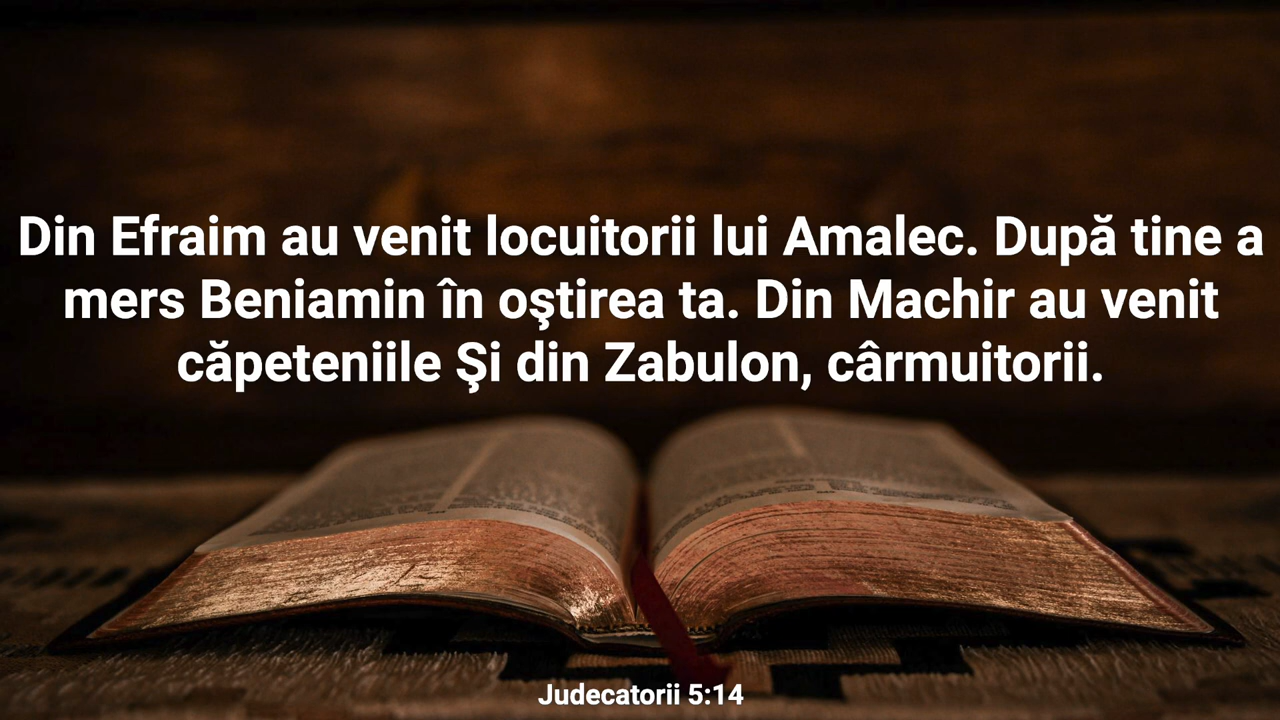 Din Efraim au venit locuitorii lui Amalec. După tine a
mers Beniamin în oştirea ta. Din Machir au venit
căpeteniile Şi din Zabulon, cârmuitorii.
Judecatorii 5:14